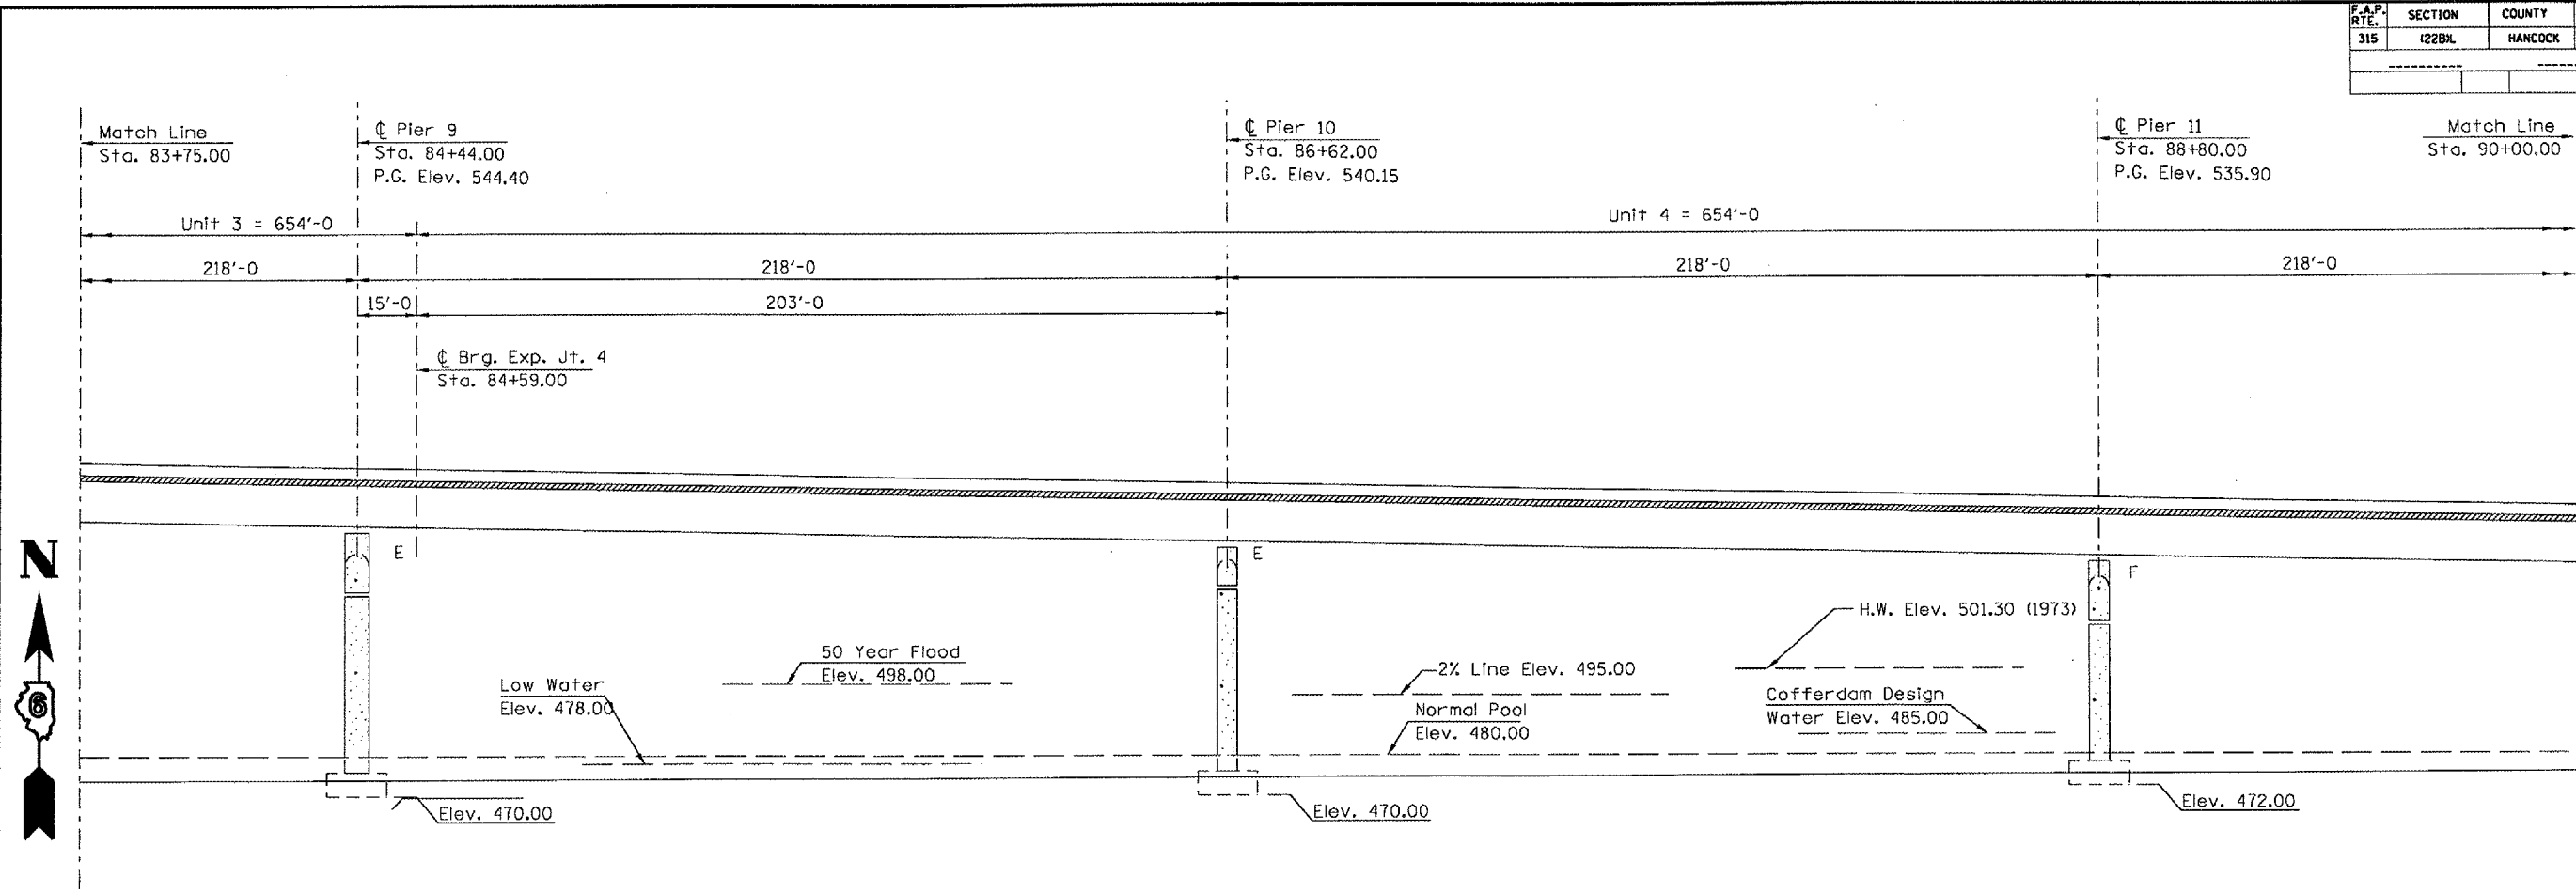 F.A.P. RTE. SECTION COUNTY
315 122B)L HANCOCK
Match Line
Sta. 83+75.00
℄ Pier 9
Sta. 84+44.00
P.G. Elev. 544.40
℄ Pier 10
Sta. 86+62.00
P.G. Elev. 540.15
℄ Pier 11
Sta. 88+80.00
P.G. Elev. 535.90
Match Line
Sta. 90+00.00
Unit 3 = 654'-0
Unit 4 = 654'-0
218'-0
218'-0
218'-0
218'-0
15'-0
203'-0
℄ Brg. Exp. Jt. 4
Sta. 84+59.00
N
6
E
E
F
H.W. Elev. 501.30 (1973)
50 Year Flood
Elev. 498.00
2% Line Elev. 495.00
Low Water
Elev. 478.00
Normal Pool
Elev. 480.00
Cofferdam Design
Water Elev. 485.00
Elev. 470.00
Elev. 470.00
Elev. 472.00